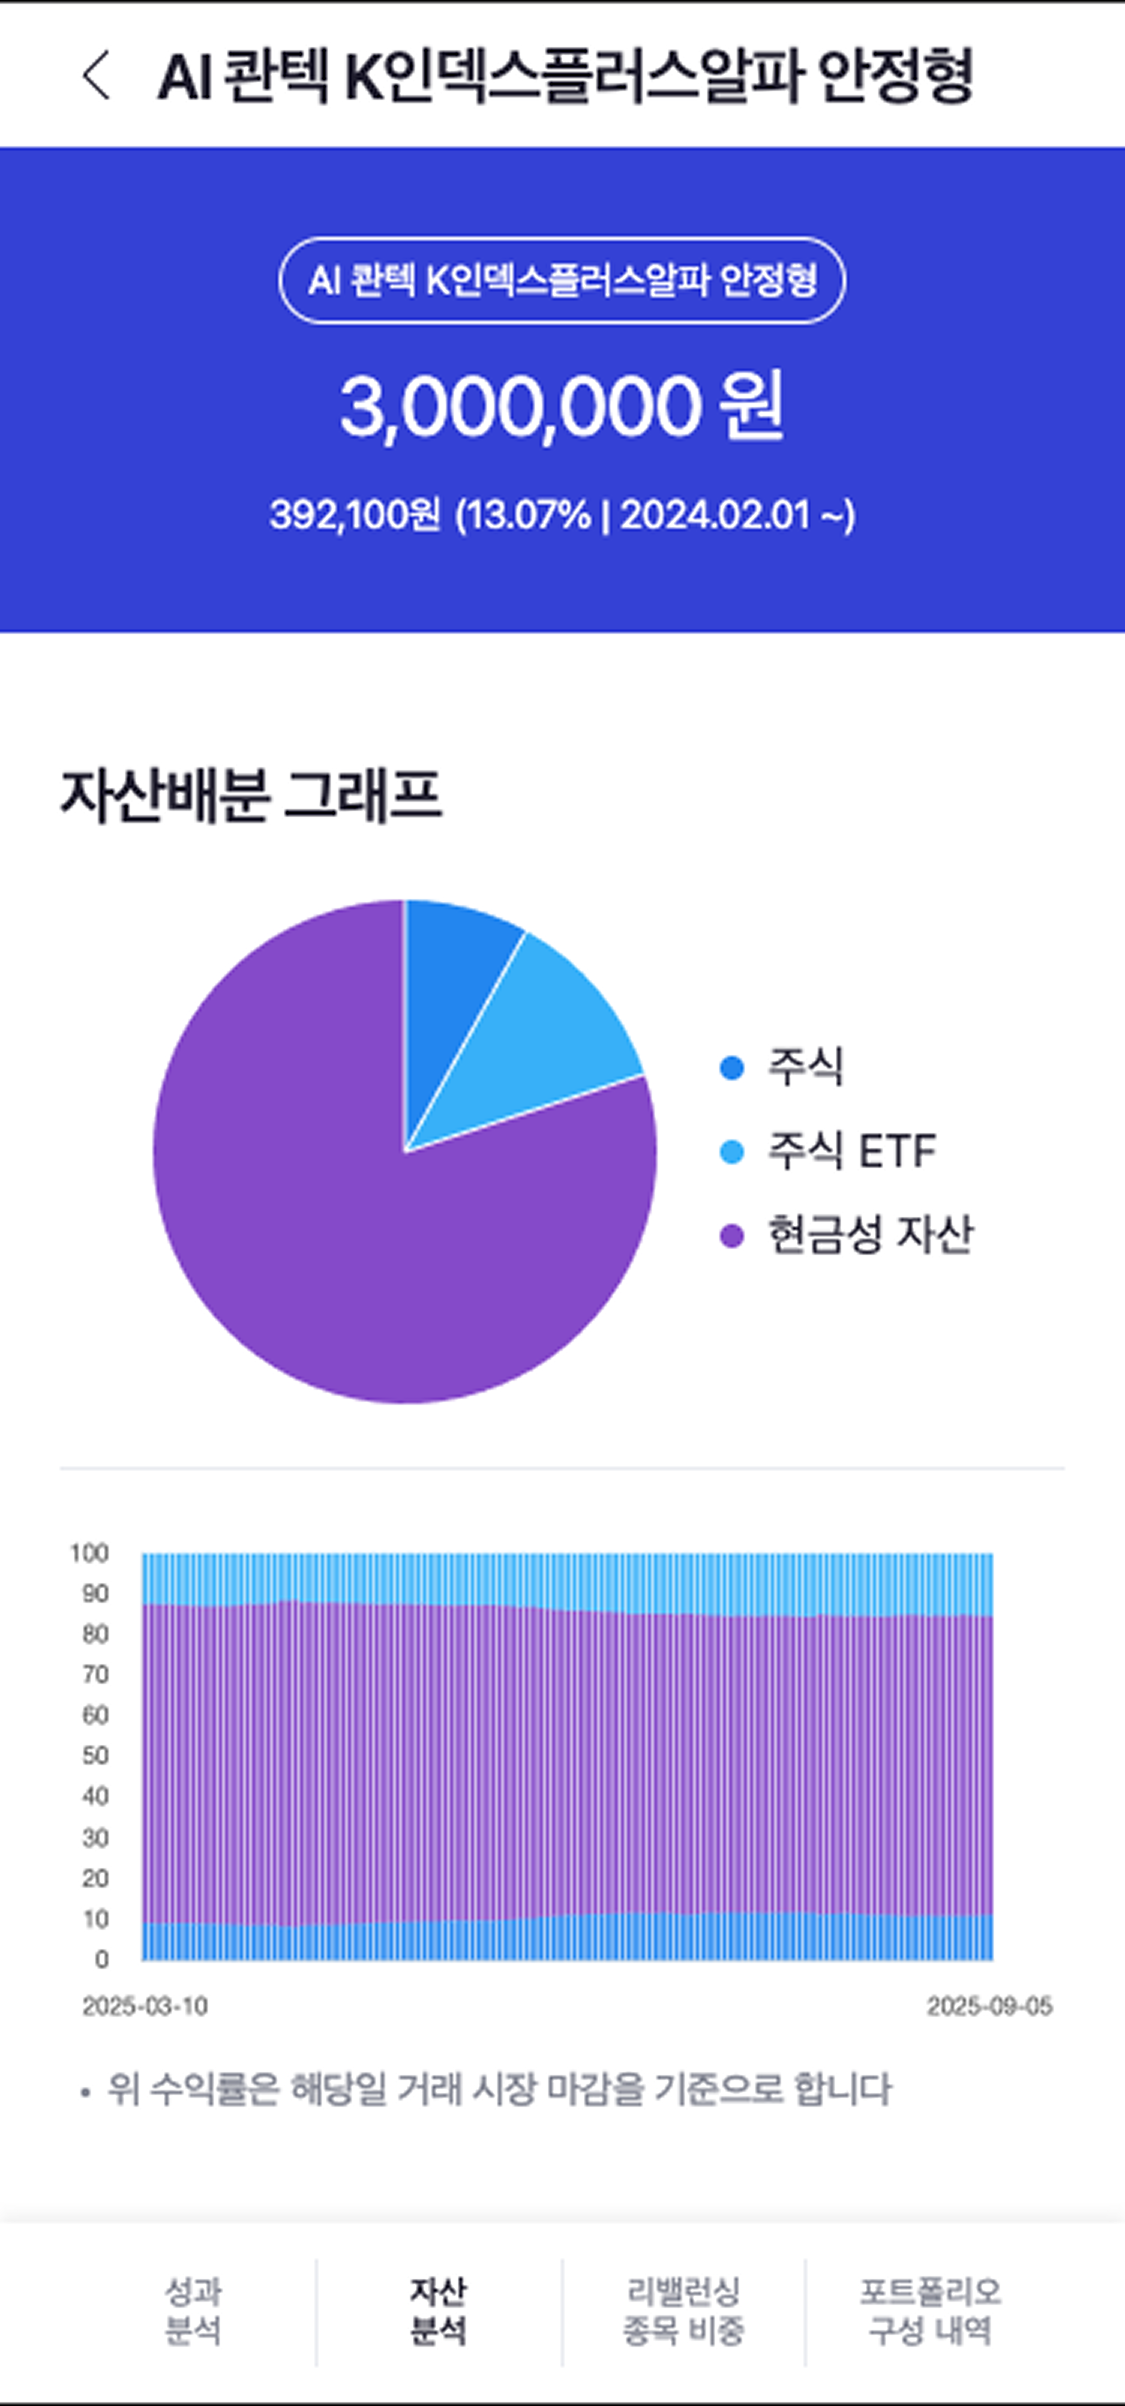 AI 콴텍 K인덱스플러스알파 안정형
AI 콴텍 K인덱스플러스알파 안정형
3,000,000 원
392,100원 (13.07% | 2024.02.01 ~)
자산배분 그래프
주식
주식 ETF
현금성 자산
100
90
80
70
60
50
40
30
20
10
0
2025-03-10
2025-09-05
• 위 수익률은 해당일 거래 시장 마감을 기준으로 합니다
성과
분석
자산
분석
리밸런싱
종목 비중
포트폴리오
구성 내역